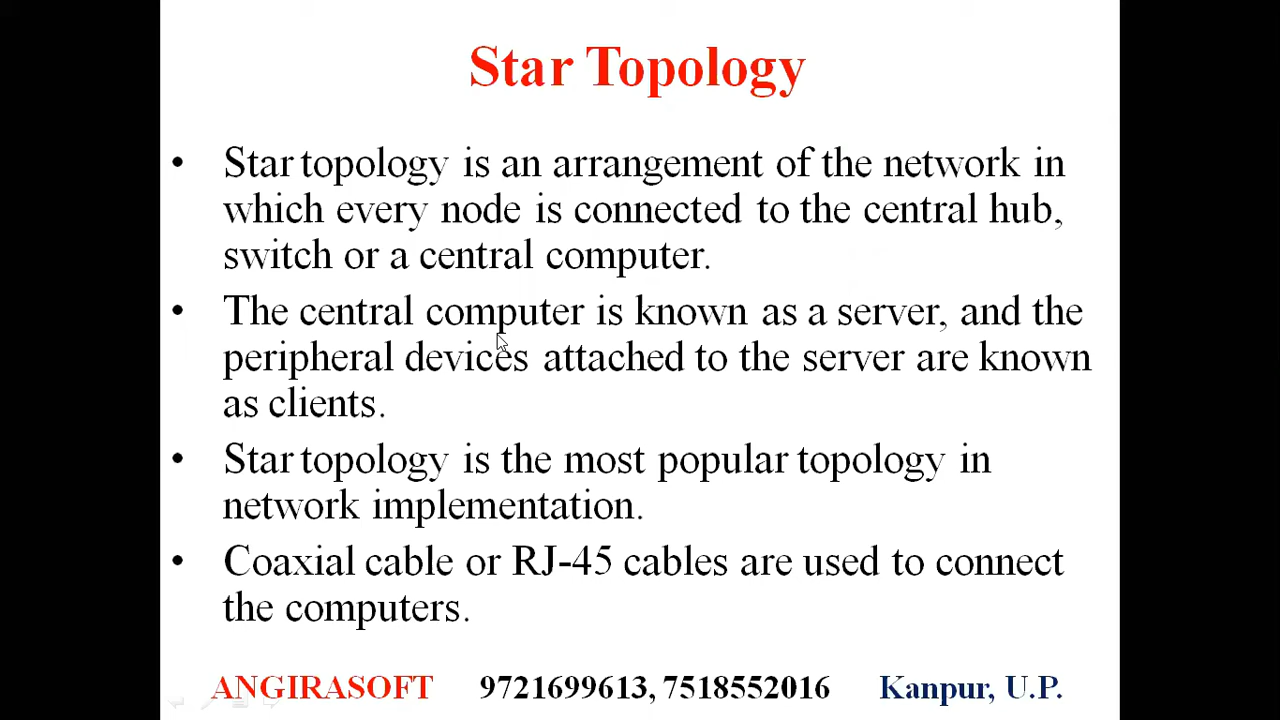 Star Topology
• Star topology is an arrangement of the network in
which every node is connected to the central hub,
switch or a central computer.
• The central computer is known as a server, and the
peripheral devices attached to the server are known
as clients.
• Star topology is the most popular topology in
network implementation.
• Coaxial cable or RJ-45 cables are used to connect
the computers.
ANGIRASOFT 9721699613, 7518552016 Kanpur, U.P.